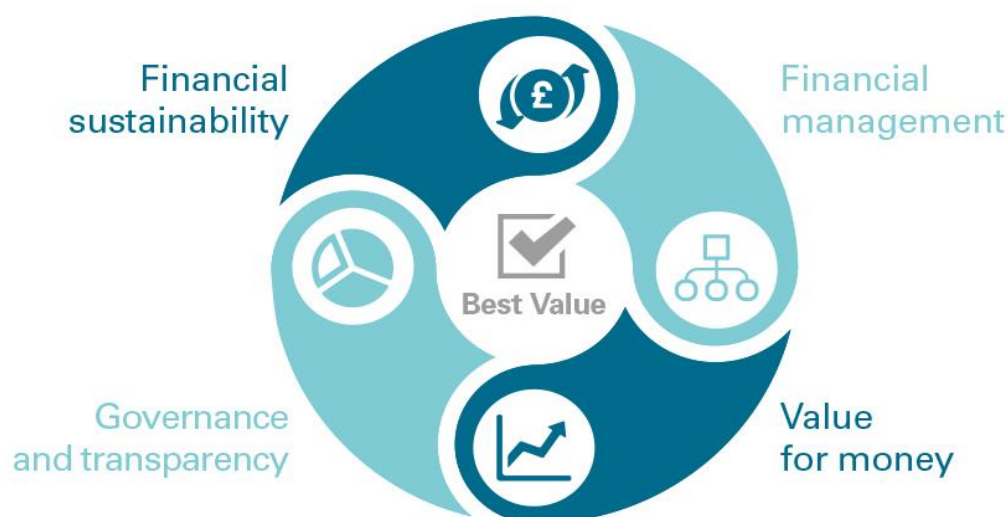 Financial
sustainability
£
Financial
management
Best Value
Governance
and transparency
Value
for money